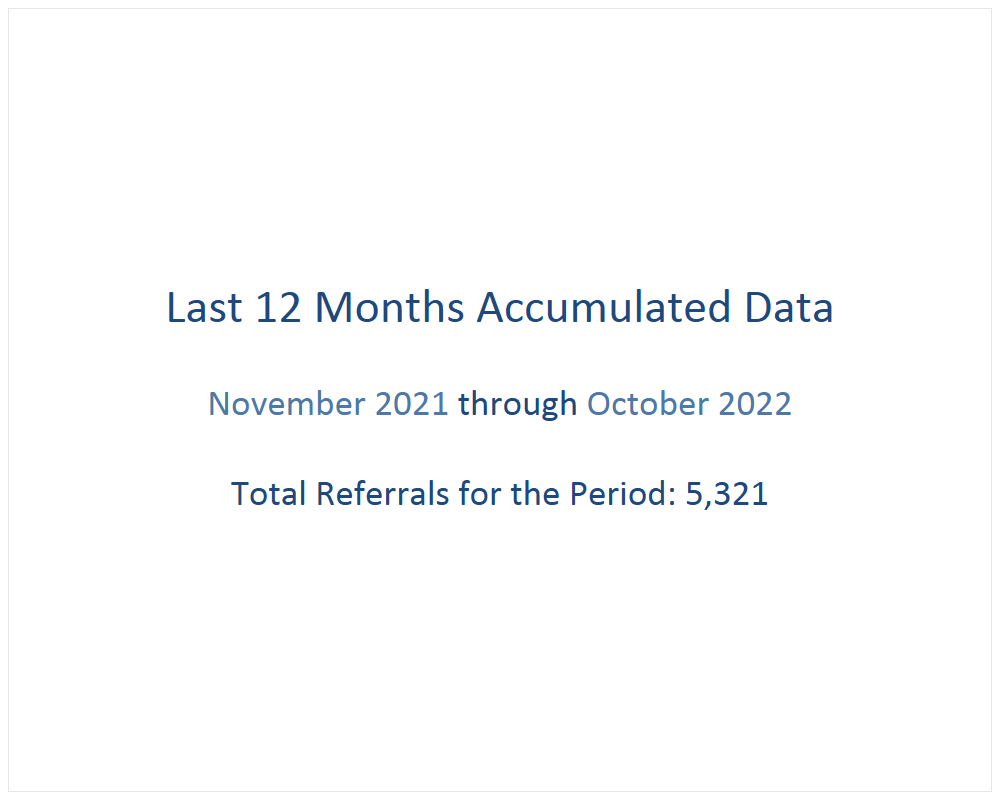 Last 12 Months Accumulated Data
November 2021 through October 2022
Total Referrals for the Period: 5,321